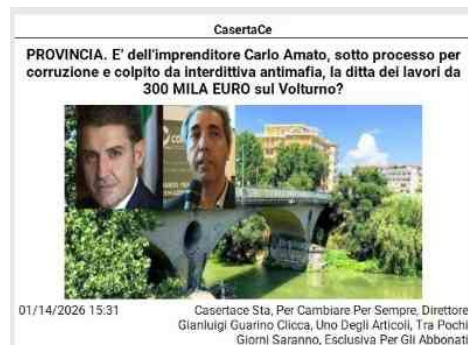 CasertaCe
PROVINCIA. E' dell'imprenditore Carlo Amato, sotto processo per
corruzione e colpito da interdittiva antimafia, la ditta dei lavori da
300 MILA EURO sul Volturno?
01/14/2026 15:31
Casertace Sta, Per Cambiare Per Sempre, Direttore
Gianluigi Guarino Clicca, Uno Degli Articoli, Tra Pochi
Giorni Saranno, Esclusiva Per Gli Abbonati